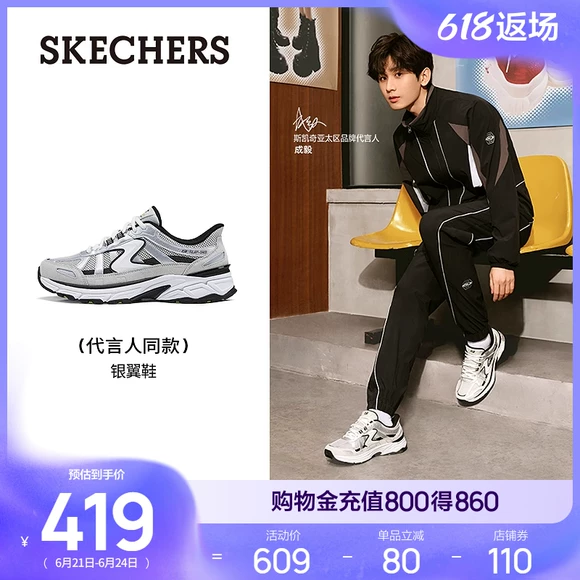 618返场
SKECHERS
斯凯奇亚太区品牌代言人
成毅
（代言人同款）
银翼鞋
预估到手价
¥419
（6月21日-6月24日）
购物金充值800得860
= 活动价 609 - 单品立减 80 - 店铺券 110